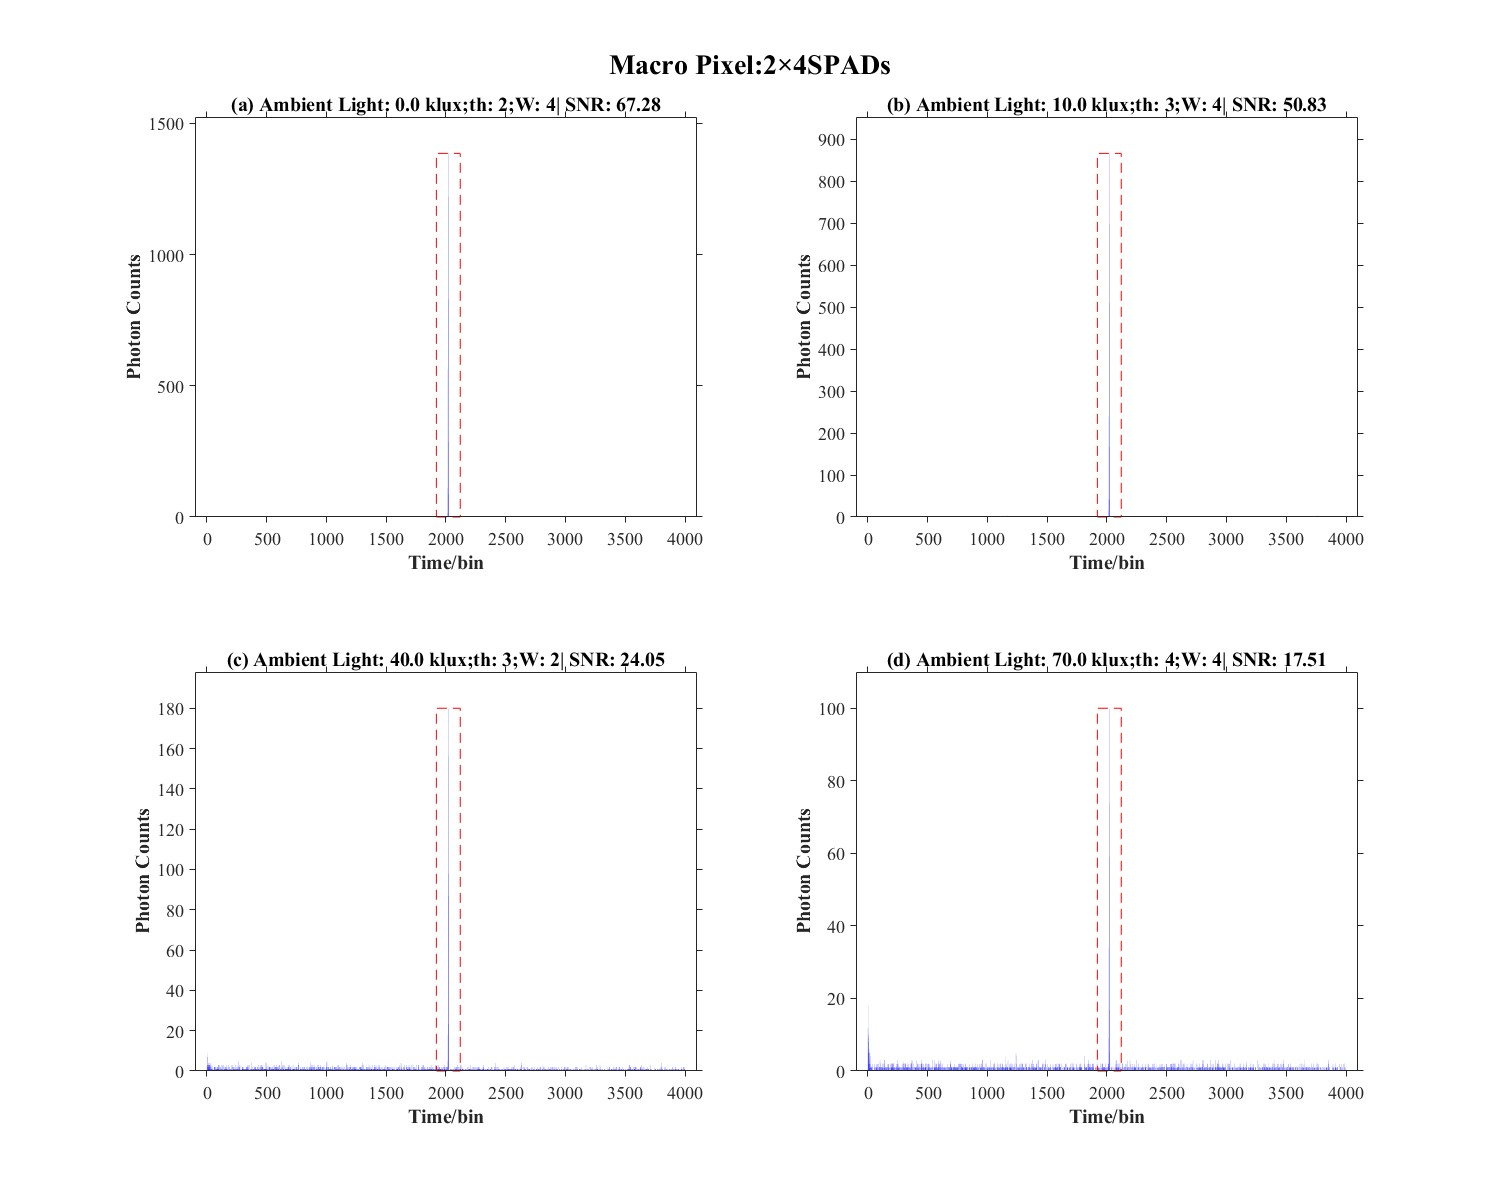 Macro Pixel:2×4SPADs
(a) Ambient Light: 0.0 klux;th: 2;W: 4| SNR: 67.28
1500
1000
500
0
Photon Counts
0 500 1000 1500 2000 2500 3000 3500 4000
Time/bin
(b) Ambient Light: 10.0 klux;th: 3;W: 4| SNR: 50.83
900
800
700
600
500
400
300
200
100
0
Photon Counts
0 500 1000 1500 2000 2500 3000 3500 4000
Time/bin
(c) Ambient Light: 40.0 klux;th: 3;W: 2| SNR: 24.05
180
160
140
120
100
80
60
40
20
0
Photon Counts
0 500 1000 1500 2000 2500 3000 3500 4000
Time/bin
(d) Ambient Light: 70.0 klux;th: 4;W: 4| SNR: 17.51
100
80
60
40
20
0
Photon Counts
0 500 1000 1500 2000 2500 3000 3500 4000
Time/bin